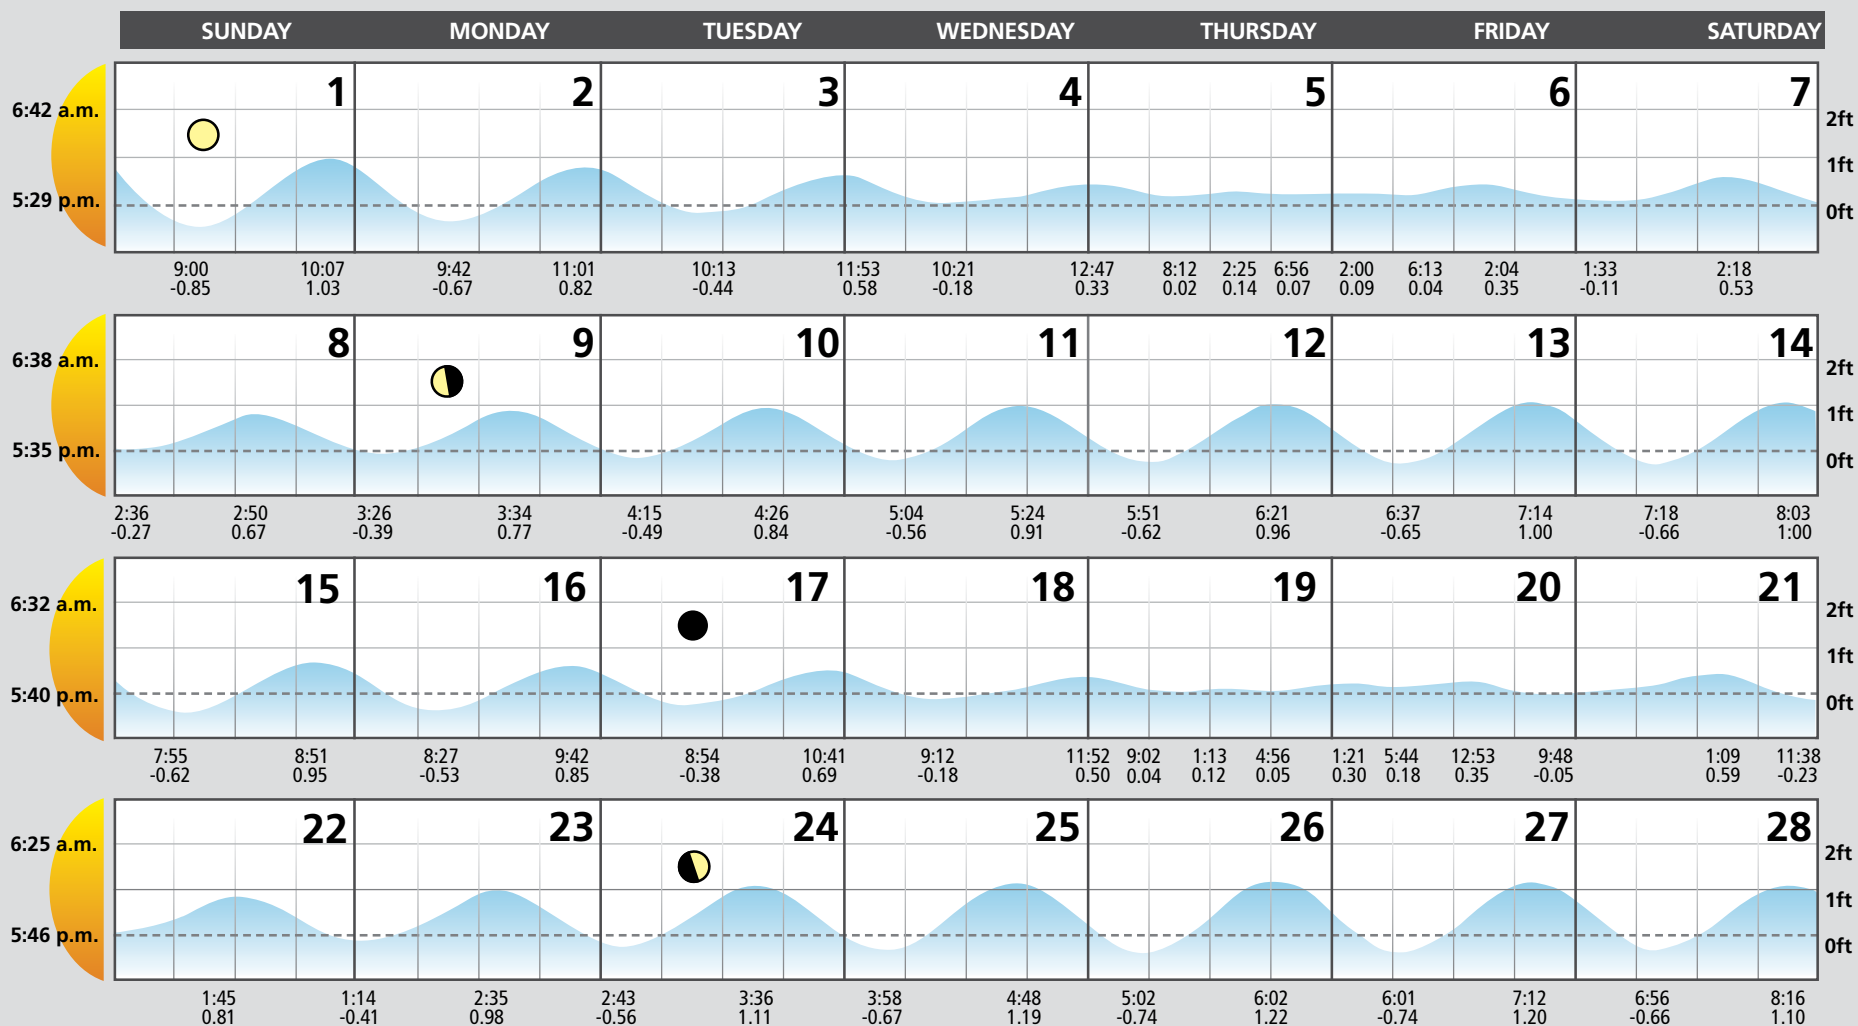 SUNDAY MONDAY TUESDAY WEDNESDAY THURSDAY FRIDAY SATURDAY
1 2 3 4 5 6 7
6:42 a.m.
2ft
1ft
5:29 p.m.
0ft
9:00 10:07 9:42 11:01 10:13 11:53 10:21 12:47 8:12 2:25 6:56 2:00 6:13 2:04 1:33 2:18
-0.85 1.03 -0.67 0.82 -0.44 0.58 -0.18 0.33 0.02 0.14 0.07 0.09 0.04 0.35 -0.11 0.53
8 9 10 11 12 13 14
6:38 a.m.
2ft
1ft
5:35 p.m.
0ft
2:36 2:50 3:26 3:34 4:15 4:26 5:04 5:24 5:51 6:21 6:37 7:14 7:18 8:03
-0.27 0.67 -0.39 0.77 -0.49 0.84 -0.56 0.91 -0.62 0.96 -0.65 1.00 -0.66 1:00
15 16 17 18 19 20 21
6:32 a.m.
2ft
1ft
5:40 p.m.
0ft
7:55 8:51 8:27 9:42 8:54 10:41 9:12 11:52 9:02 1:13 4:56 1:21 5:44 12:53 9:48 1:09 11:38
-0.62 0.95 -0.53 0.85 -0.38 0.69 -0.18 0.50 0.04 0.12 0.05 0.30 0.18 0.35 -0.05 0.59 -0.23
22 23 24 25 26 27 28
6:25 a.m.
2ft
1ft
5:46 p.m.
0ft
1:45 1:14 2:35 2:43 3:36 3:58 4:48 5:02 6:02 6:01 7:12 6:56 8:16
0.81 -0.41 0.98 -0.56 1.11 -0.67 1.19 -0.74 1.22 -0.74 1.20 -0.66 1.10